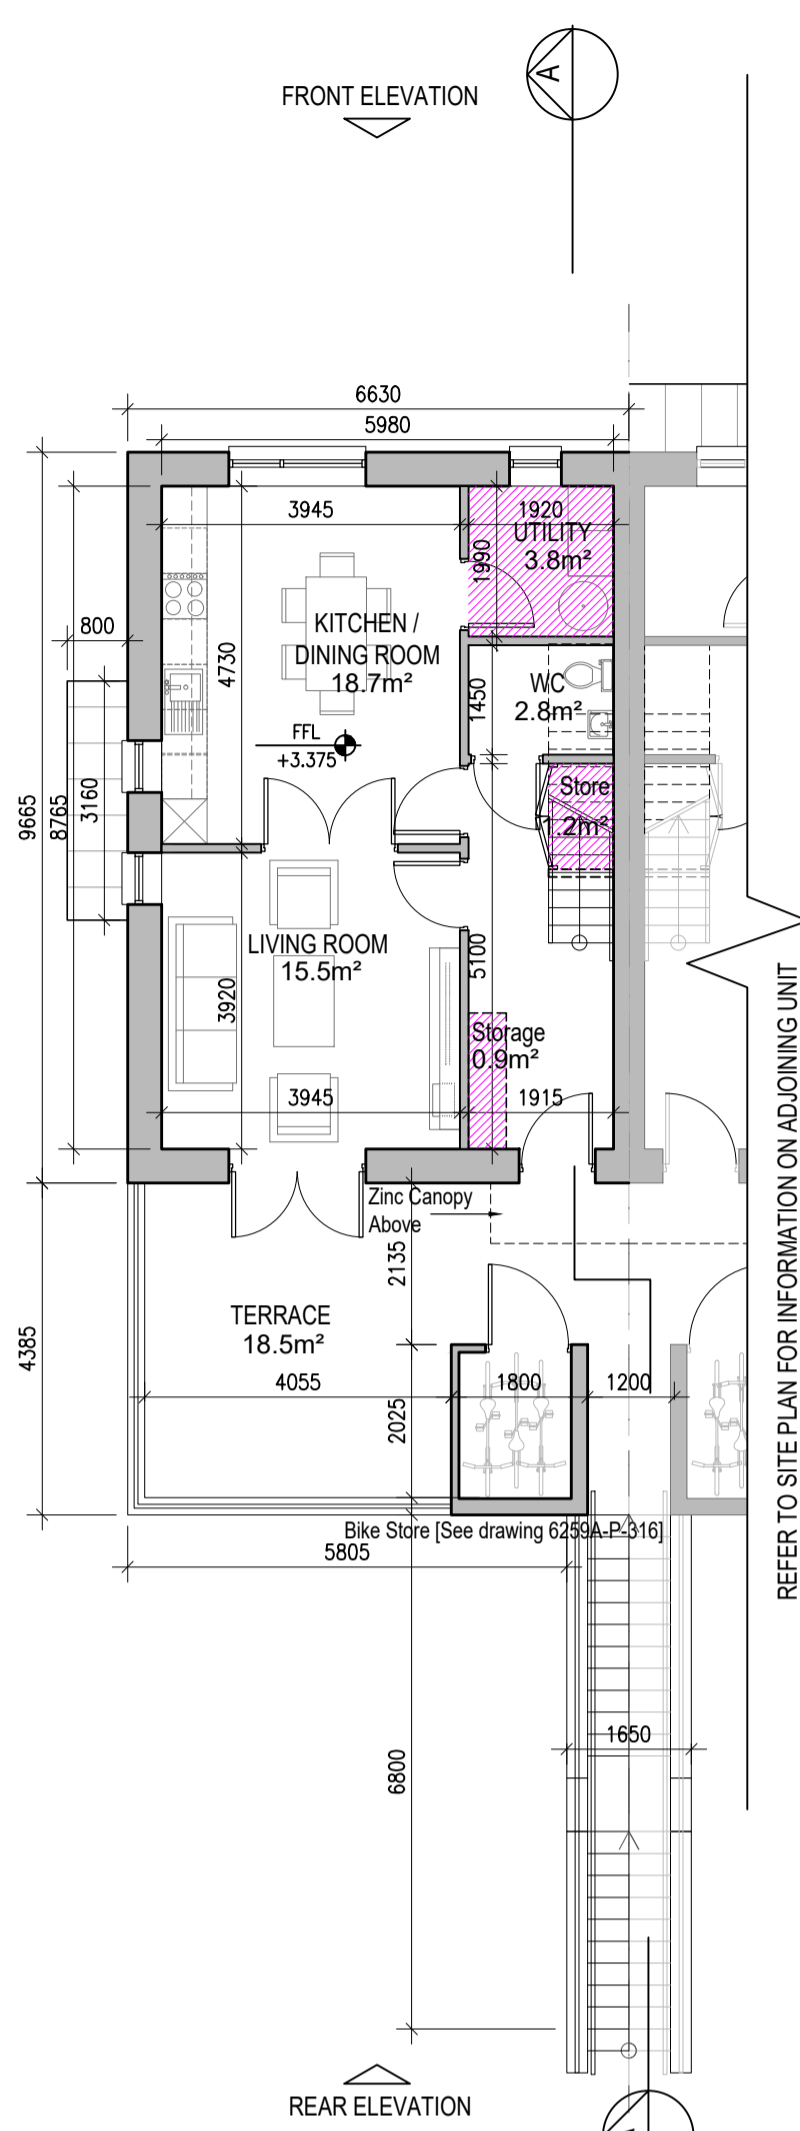 A
FRONT ELEVATION
6630
5980
3945
1920
UTILITY
3.8m²
1990
800
KITCHEN /
DINING ROOM
18.7m²
4730
WC
2.8m²
1450
FFL
+3.375
Store
1.2m²
9665
8765
3160
LIVING ROOM
15.5m²
5100
3920
Storage
0.9m²
3945
1915
Zinc Canopy
Above
2135
TERRACE
18.5m²
4385
4055
1800
1200
2025
Bike Store [See drawing 6259A-P-316]
5805
1650
6800
REFER TO SITE PLAN FOR INFORMATION ON ADJOINING UNIT
REAR ELEVATION